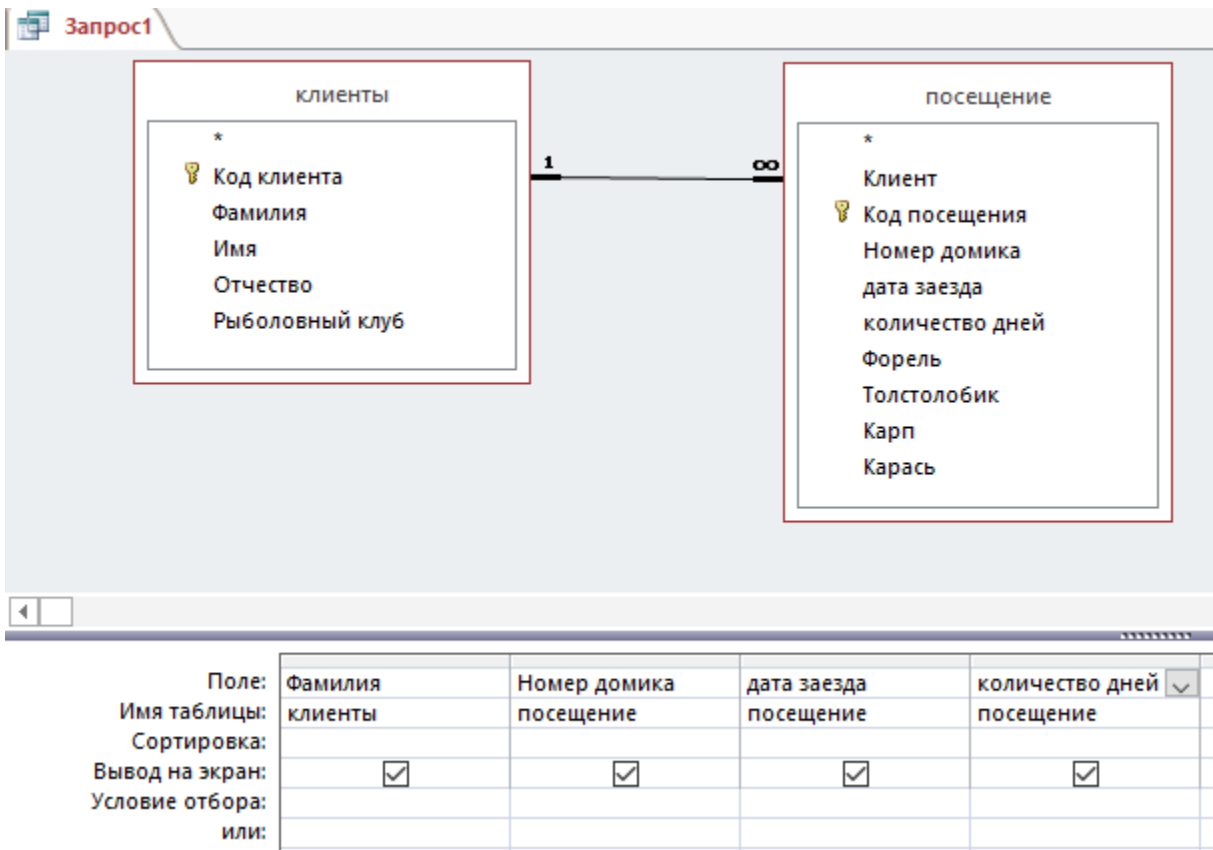 Запрос1
клиенты
*
Код клиента
Фамилия
Имя
Отчество
Рыболовный клуб
1 ∞
посещение
*
Клиент
Код посещения
Номер домика
дата заезда
количество дней
Форель
Толстолобик
Карп
Карась
Поле: Фамилия Номер домика дата заезда количество дней
Имя таблицы: клиенты посещение посещение посещение
Сортировка:
Вывод на экран:
Условие отбора:
или: